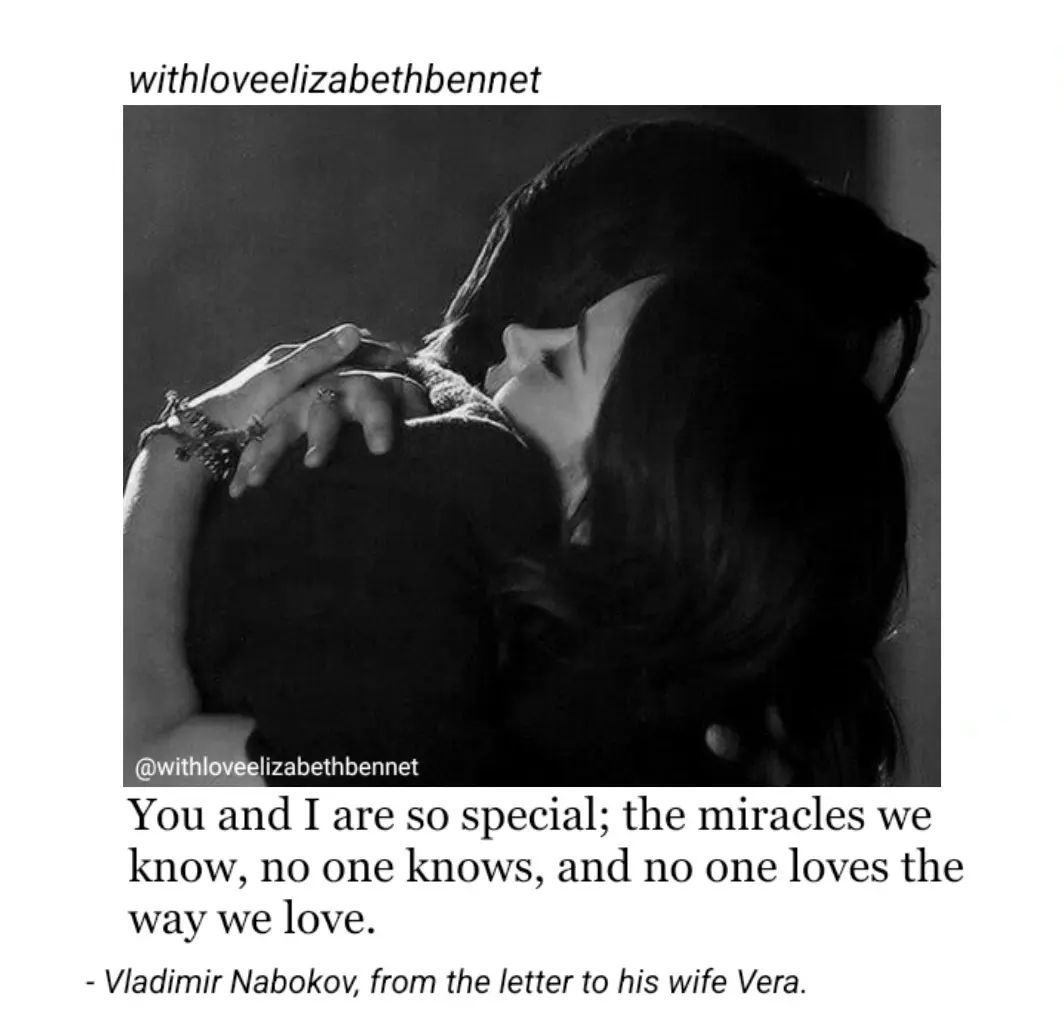 withloveelizabethbennet
@withloveelizabethbennet
You and I are so special; the miracles we
know, no one knows, and no one loves the
way we love.
- Vladimir Nabokov, from the letter to his wife Vera.